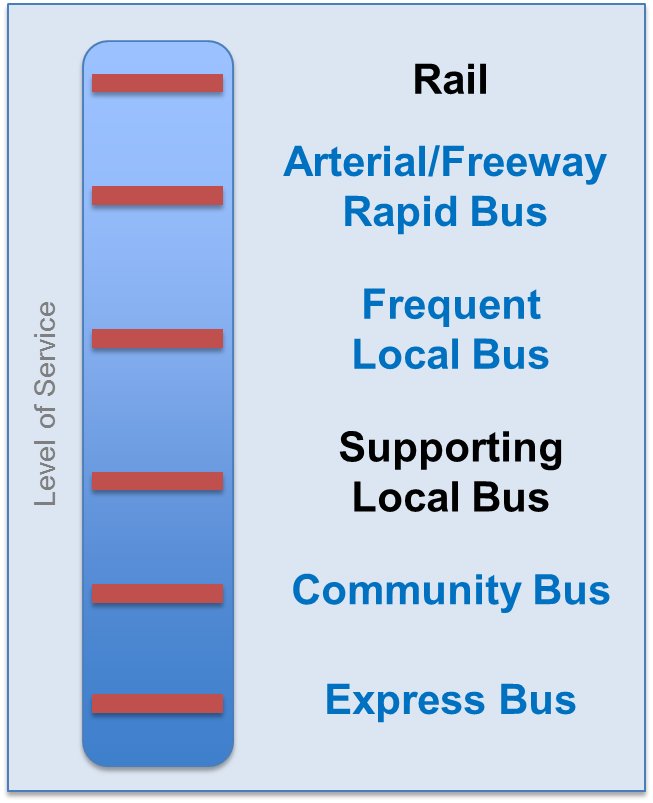 Rail
Arterial/Freeway
Rapid Bus
Frequent
Local Bus
Level of Service
Supporting
Local Bus
Community Bus
Express Bus